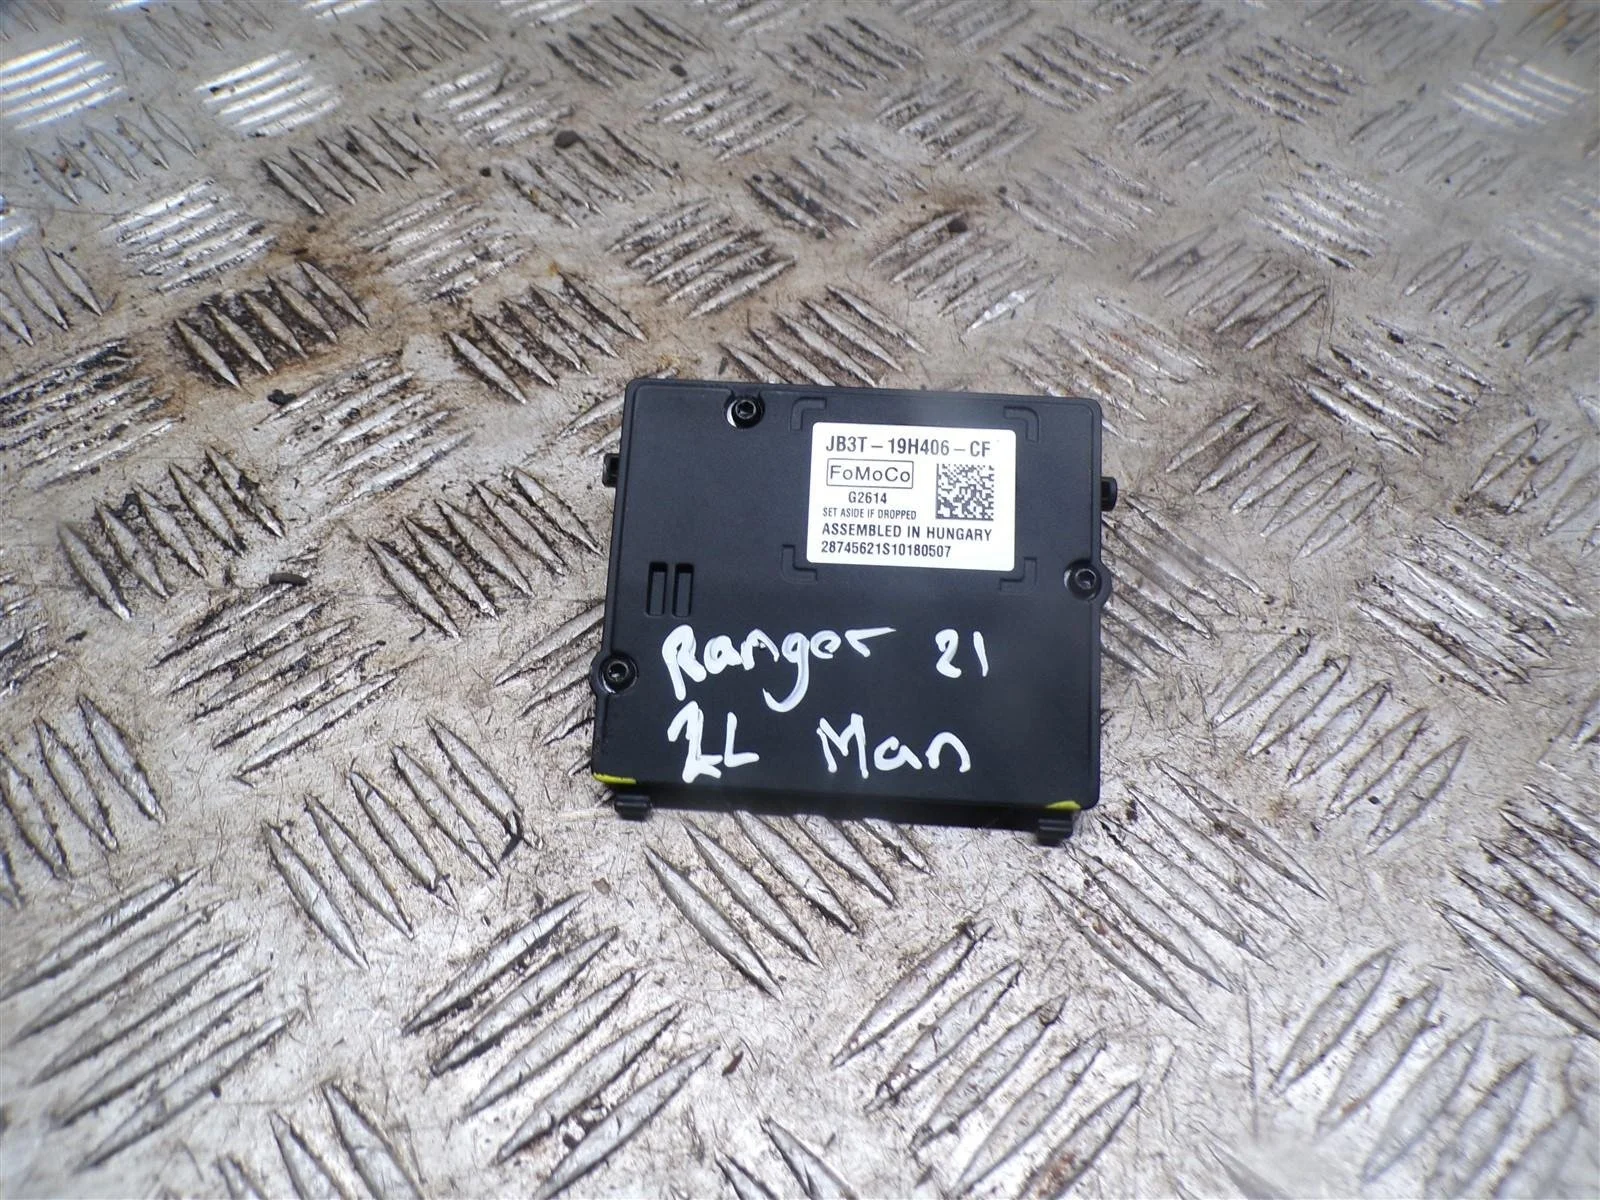 JB3T-19H406-CF
FoMoCo
G2614
SET ASIDE IF DROPPED
ASSEMBLED IN HUNGARY
28745621S10180507
Ranger 21
2L Man